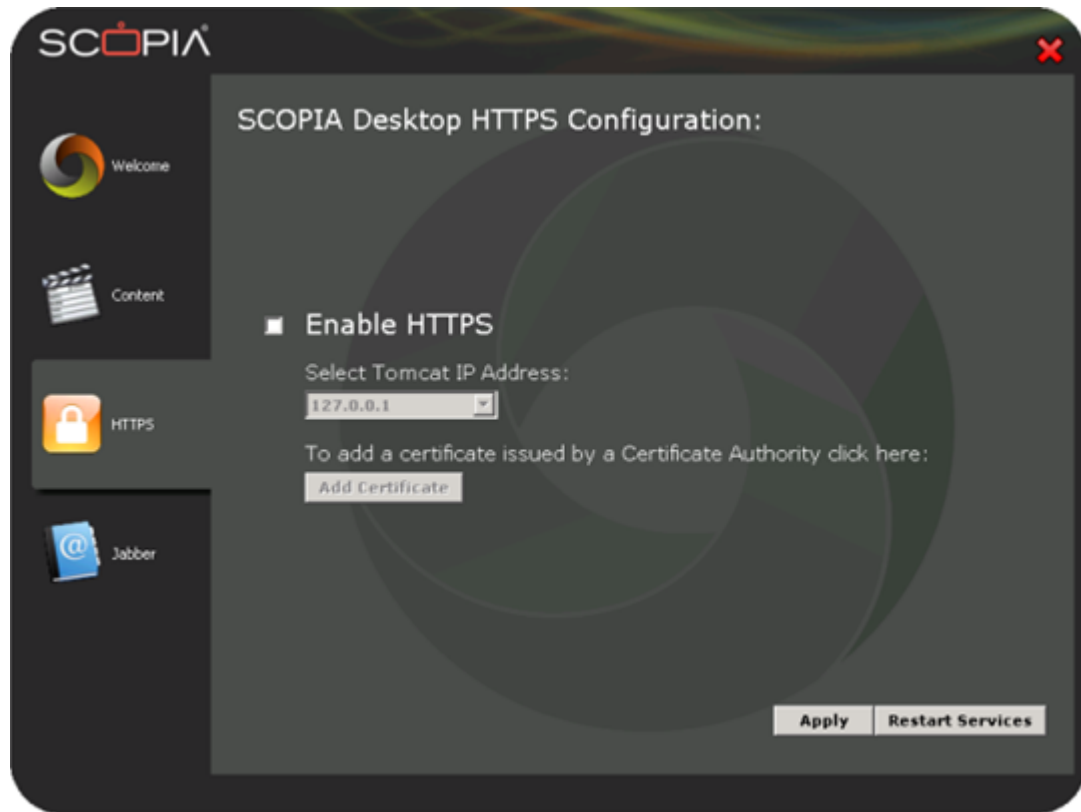 SCOPIA
SCOPIA Desktop HTTPS Configuration:
Welcome
Content
Enable HTTPS
Select Tomcat IP Address:
127.0.0.1
HTTPS
To add a certificate issued by a Certificate Authority click here:
Add Certificate
@
Jabber
Apply
Restart Services